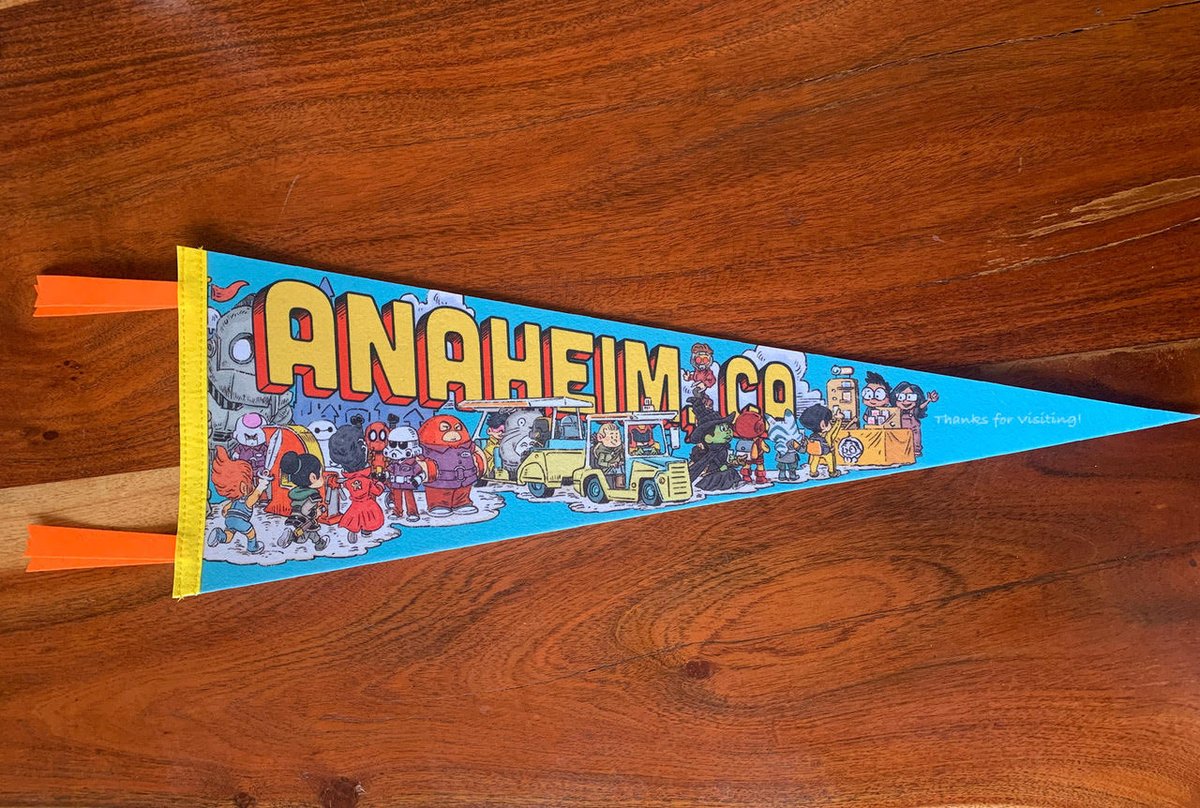 ANAHEIM, CA
Thanks for Visiting!